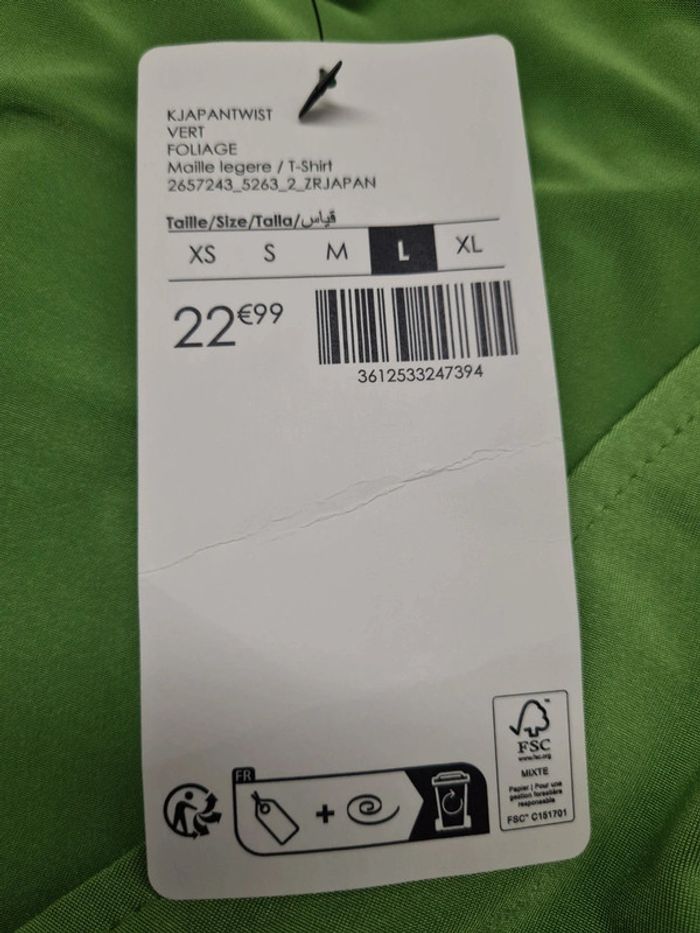 KJAPANTWIST
VERT
FOLIAGE
Maille legere / T-Shirt
2657243_5263_2_ZRJAPAN
Taille/Size/Talla/قياس
XS S M L XL
22€99
3612533247394
FSC
www.fsc.org
MIXTE
Papier | Pour une
gestion forestière
responsable
FSC® C151701
FR